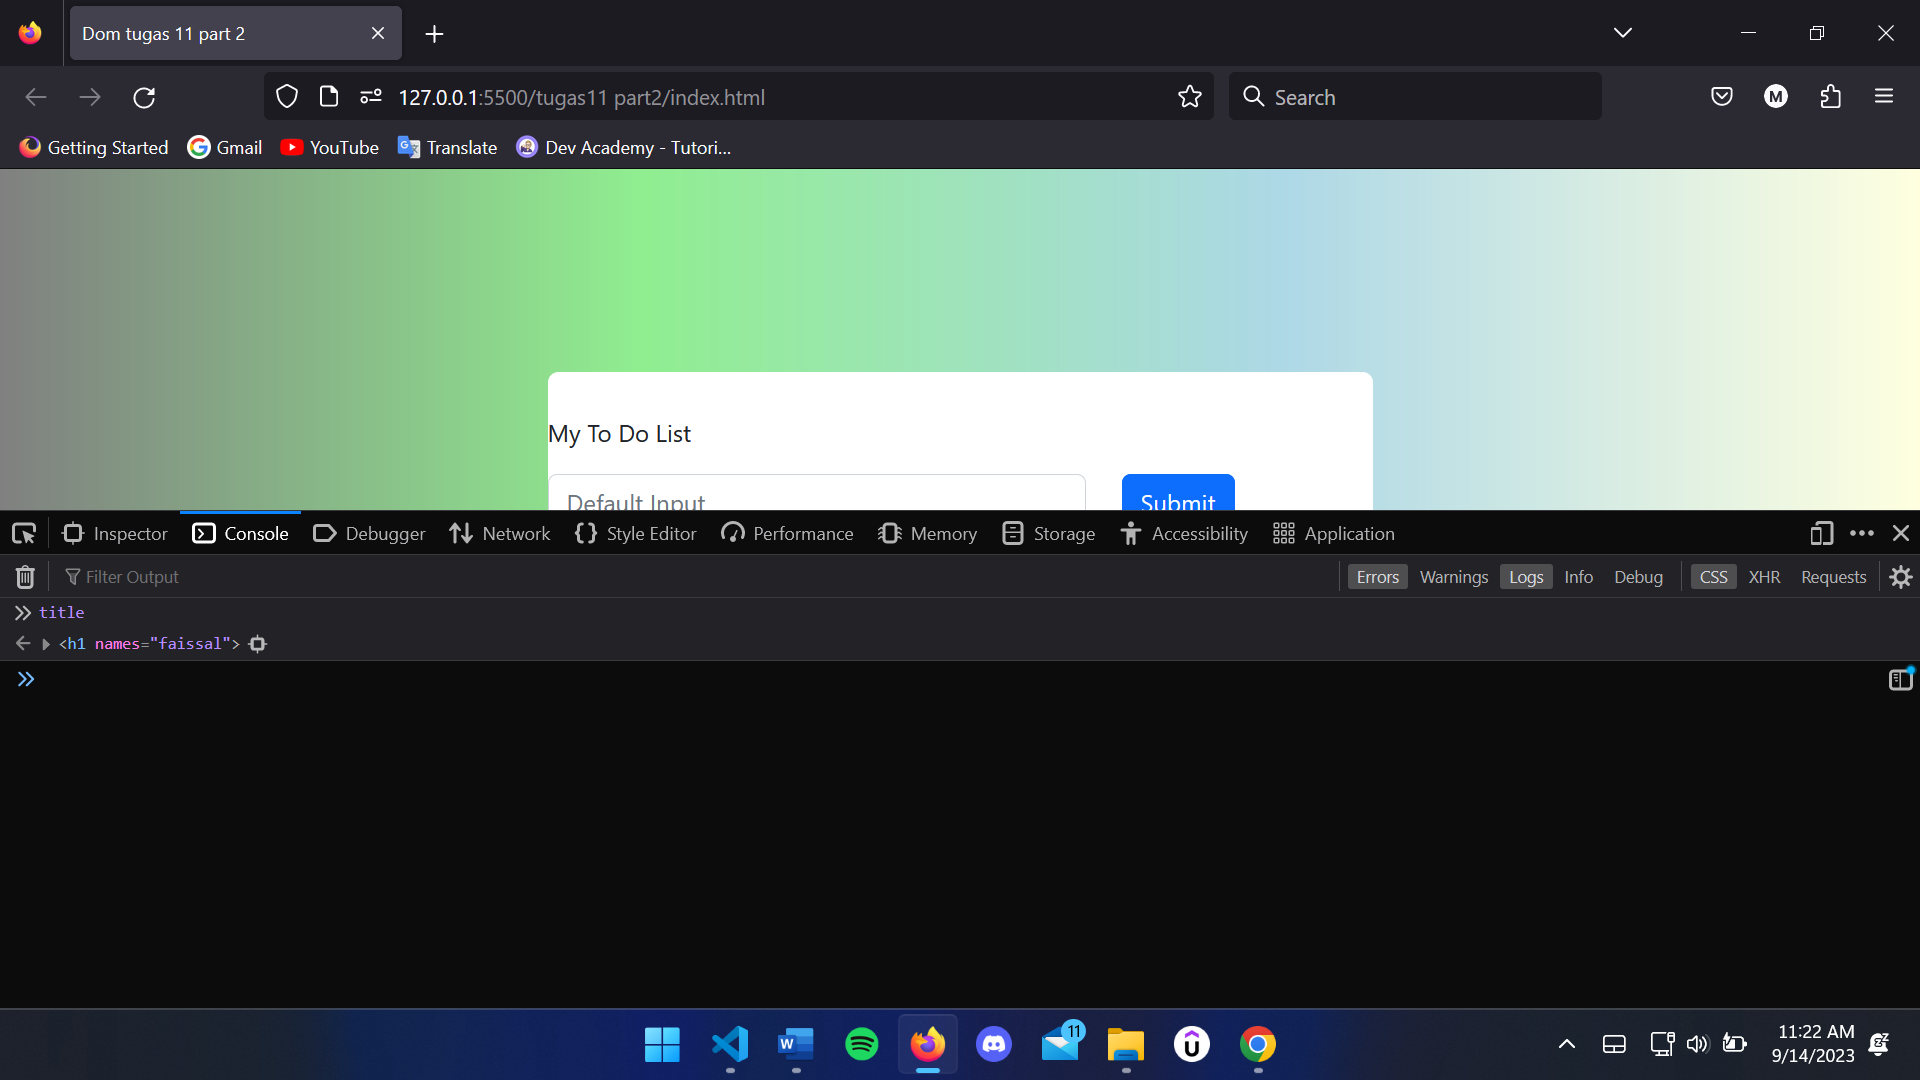 Dom tugas 11 part 2
127.0.0.1:5500/tugas11 part2/index.html
Search
M
Getting Started Gmail YouTube Translate Dev Academy - Tutori...
My To Do List
Default Input Submit
Inspector Console Debugger Network Style Editor Performance Memory Storage Accessibility Application
Filter Output Errors Warnings Logs Info Debug CSS XHR Requests
title
<h1 names="faissal">
11
11:22 AM
9/14/2023